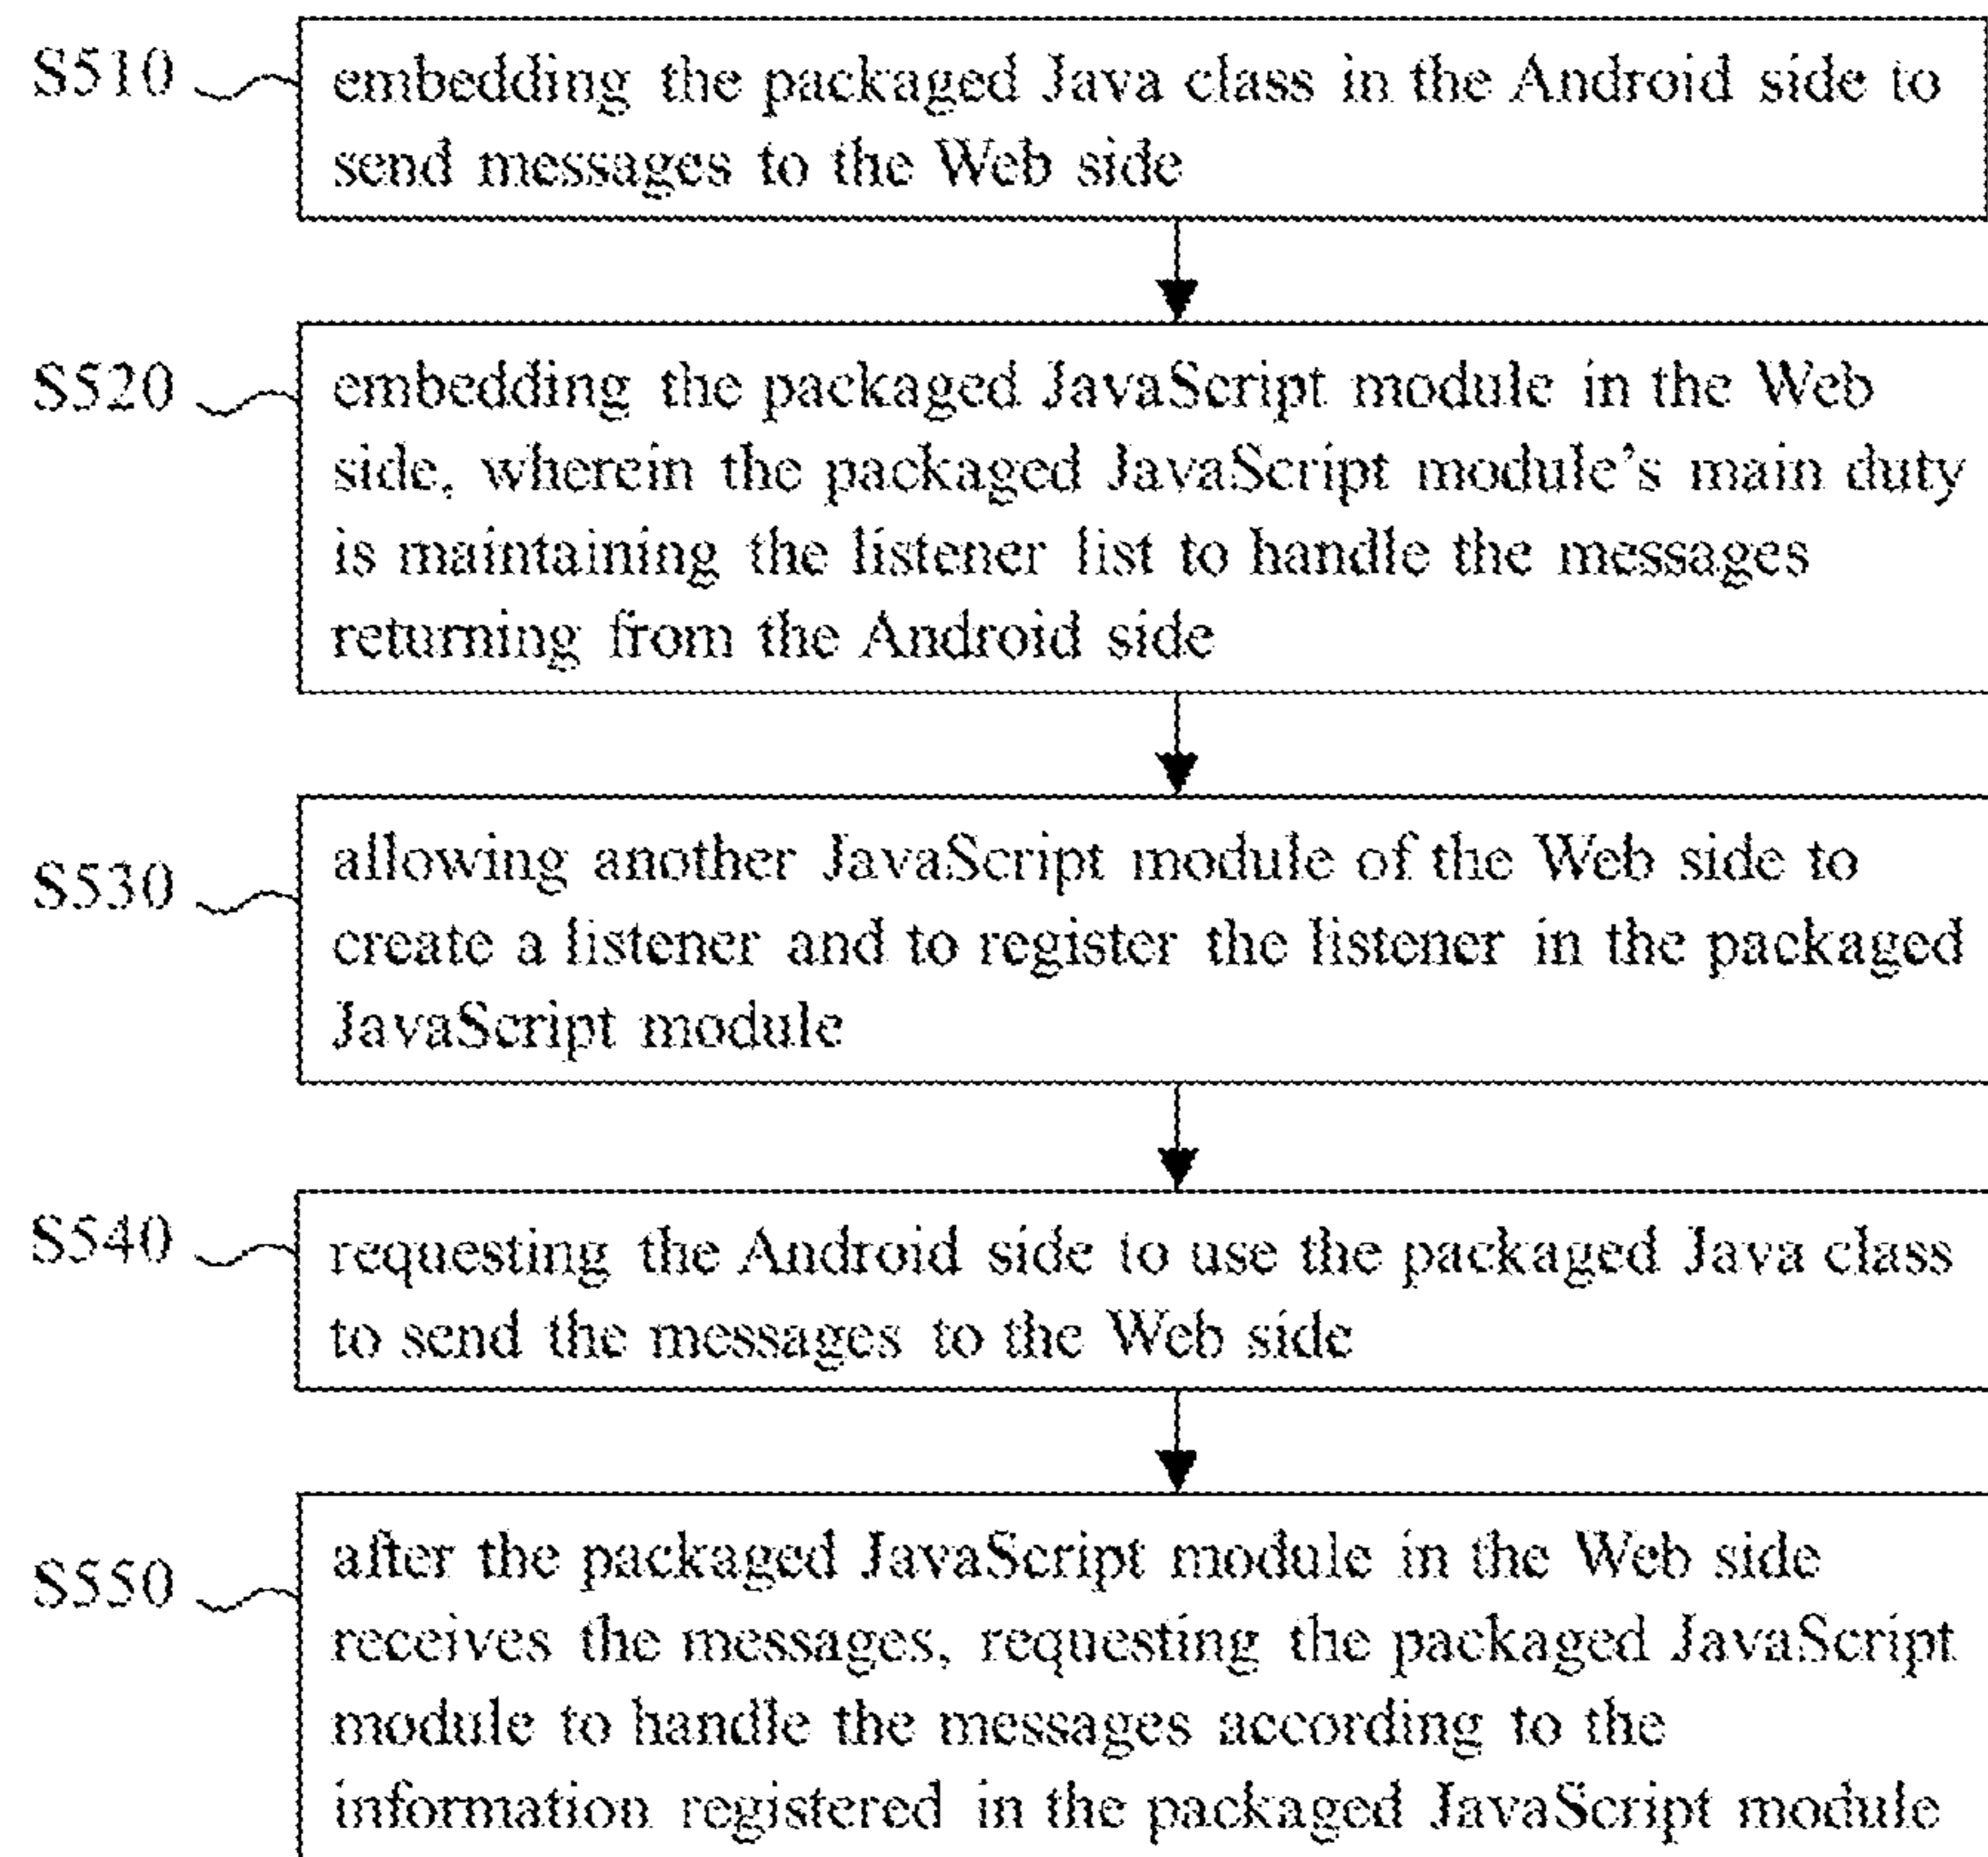 S510
embedding the packaged Java class in the Android side to
send messages to the Web side
S520
embedding the packaged JavaScript module in the Web
side, wherein the packaged JavaScript module's main duty
is maintaining the listener list to handle the messages
returning from the Android side
S530
allowing another JavaScript module of the Web side to
create a listener and to register the listener in the packaged
JavaScript module
S540
requesting the Android side to use the packaged Java class
to send the messages to the Web side
S550
after the packaged JavaScript module in the Web side
receives the messages, requesting the packaged JavaScript
module to handle the messages according to the
information registered in the packaged JavaScript module